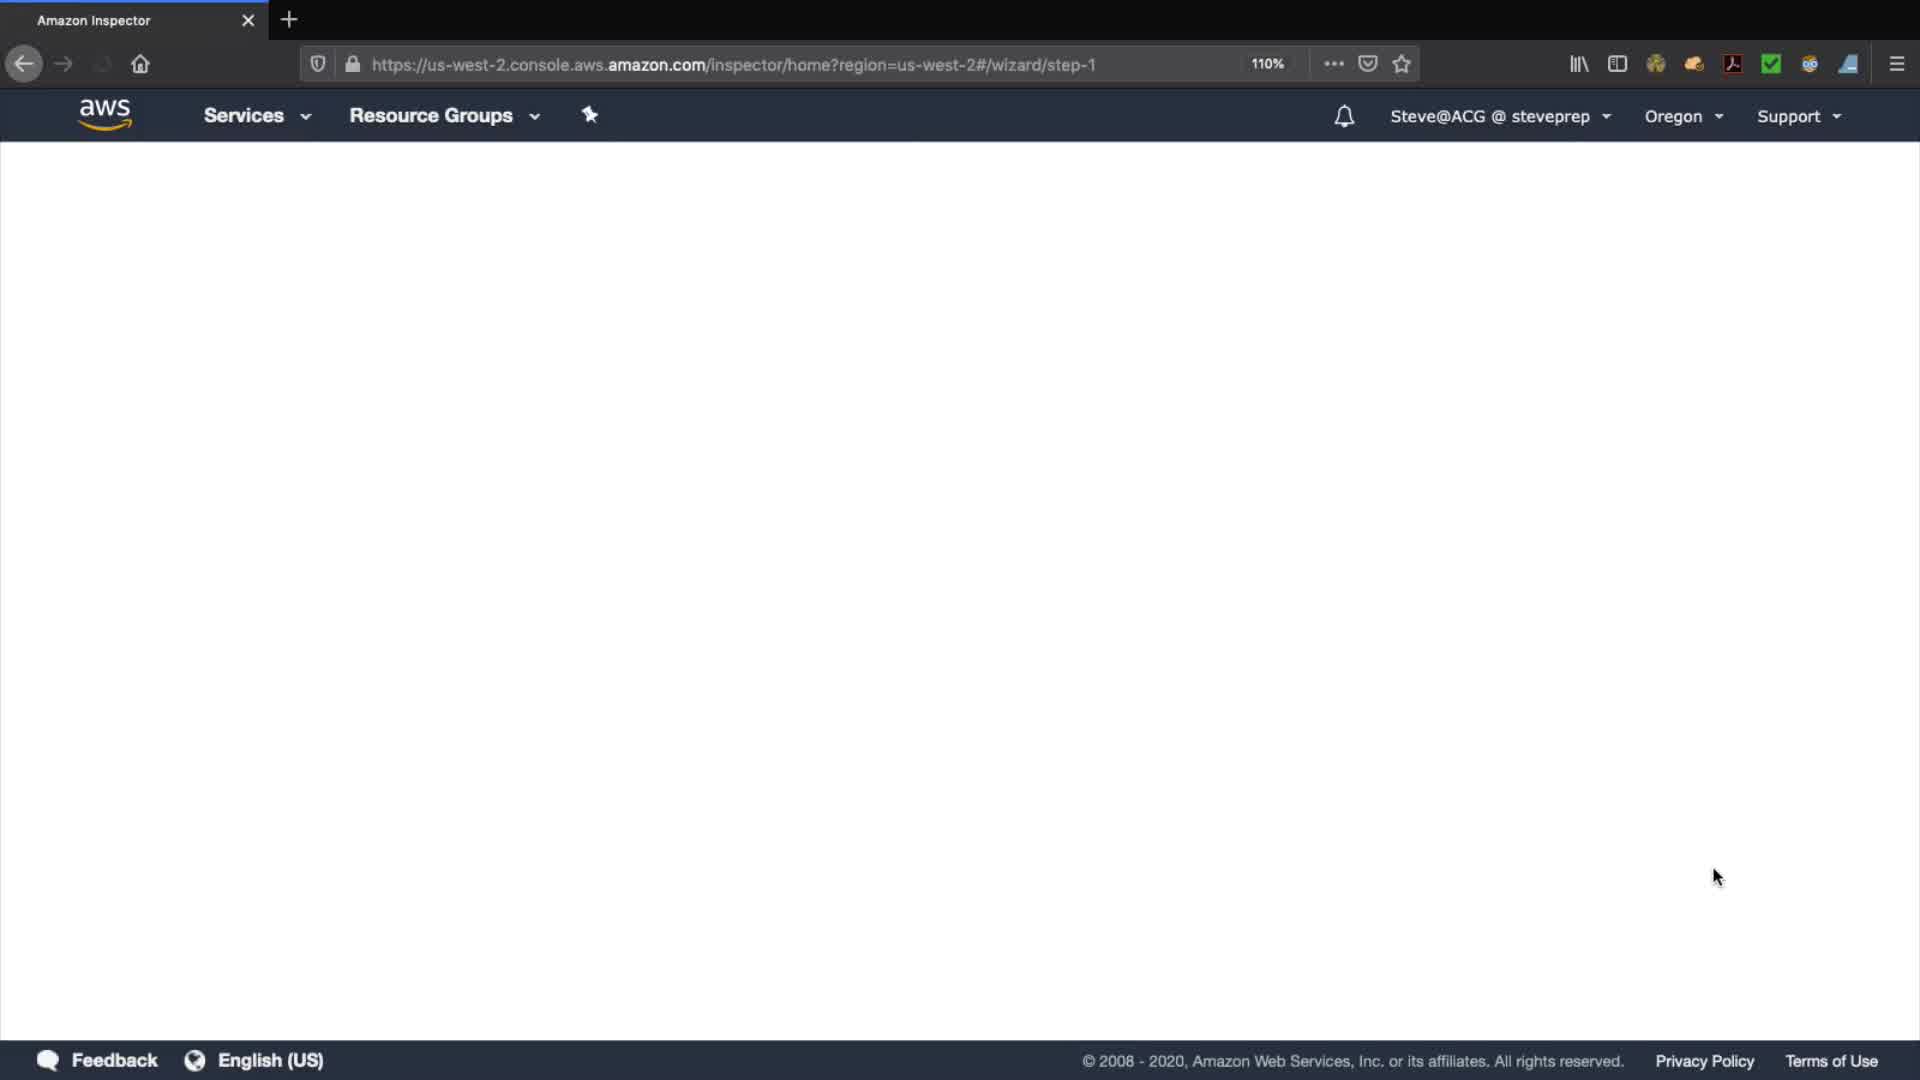 Amazon Inspector
https://us-west-2.console.aws.amazon.com/inspector/home?region=us-west-2#/wizard/step-1
110%
aws
Services
Resource Groups
Steve@ACG @ steveprep
Oregon
Support
Feedback
English (US)
© 2008 - 2020, Amazon Web Services, Inc. or its affiliates. All rights reserved.
Privacy Policy
Terms of Use